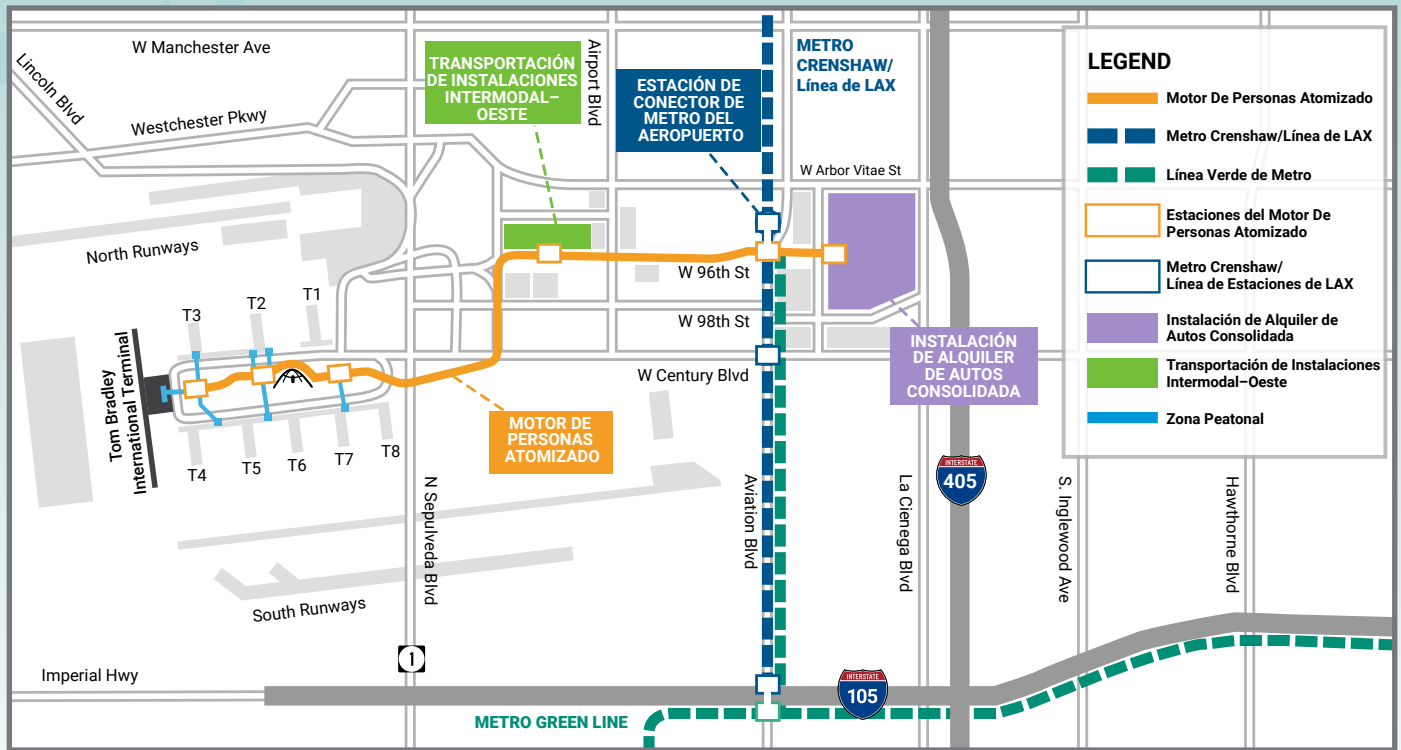 W Manchester Ave
Lincoln Blvd
Westchester Pkwy
TRANSPORTACIÓN
DE INSTALACIONES
INTERMODAL–
OESTE
Airport Blvd
ESTACIÓN DE
CONECTOR DE
METRO DEL
AEROPUERTO
METRO
CRENSHAW/
Línea de LAX
W Arbor Vitae St
North Runways
W 96th St
W 98th St
W Century Blvd
T3
T2
T1
Tom Bradley
International Terminal
T4
T5
T6
T7
T8
MOTOR DE
PERSONAS
ATOMIZADO
INSTALACIÓN
DE ALQUILER
DE AUTOS
CONSOLIDADA
N Sepulveda Blvd
Aviation Blvd
La Cienega Blvd
INTERSTATE
405
S. Inglewood Ave
Hawthorne Blvd
South Runways
1
Imperial Hwy
INTERSTATE
105
METRO GREEN LINE
LEGEND
Motor De Personas Atomizado
Metro Crenshaw/Línea de LAX
Línea Verde de Metro
Estaciones del Motor De
Personas Atomizado
Metro Crenshaw/
Línea de Estaciones de LAX
Instalación de Alquiler de
Autos Consolidada
Transportación de Instalaciones
Intermodal–Oeste
Zona Peatonal